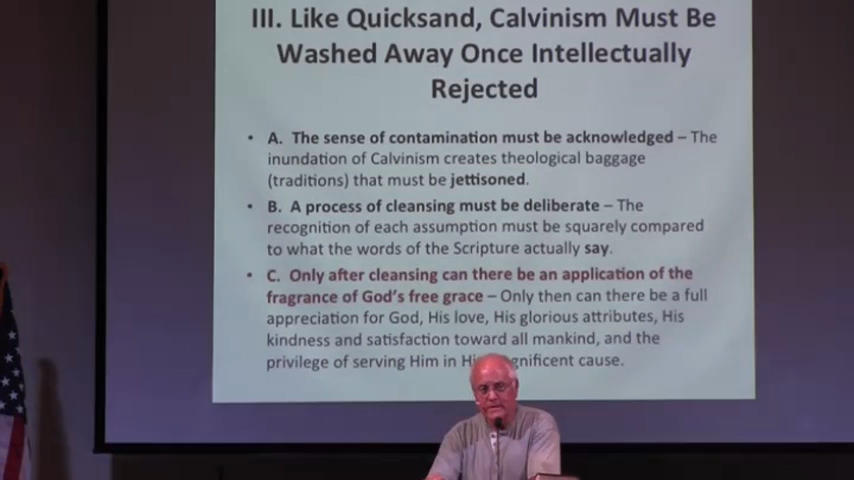 III. Like Quicksand, Calvinism Must Be
Washed Away Once Intellectually
Rejected
• A. The sense of contamination must be acknowledged – The
inundation of Calvinism creates theological baggage
(traditions) that must be jettisoned.
• B. A process of cleansing must be deliberate – The
recognition of each assumption must be squarely compared
to what the words of the Scripture actually say.
• C. Only after cleansing can there be an application of the
fragrance of God's free grace – Only then can there be a full
appreciation for God, His love, His glorious attributes, His
kindness and satisfaction toward all mankind, and the
privilege of serving Him in gnificent cause.